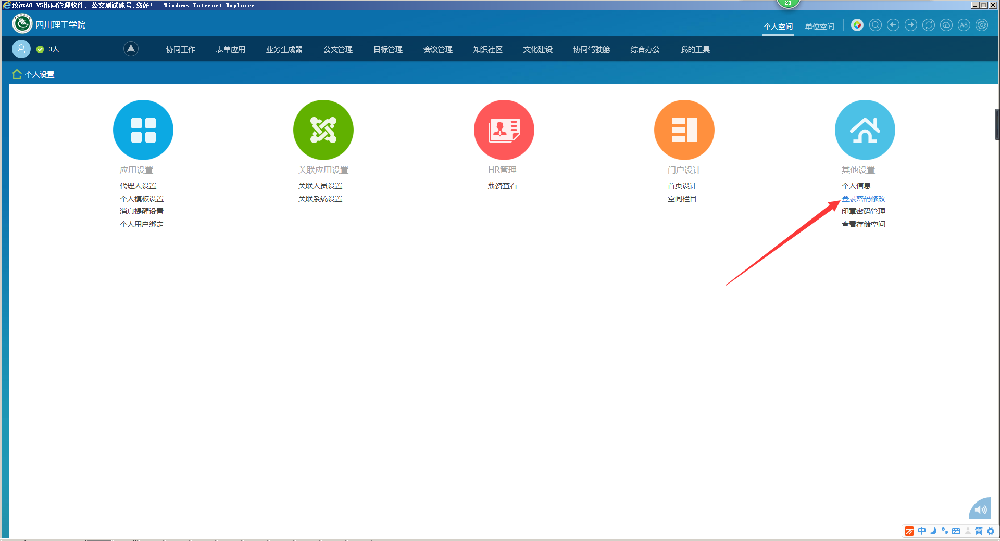 致远A8-V5协同管理软件, 公文测试账号,您好! - Windows Internet Explorer
21
四川理工学院
个人空间 单位空间 A8
3人 协同工作 表单应用 业务生成器 公文管理 目标管理 会议管理 知识社区 文化建设 协同驾驶舱 综合办公 我的工具
个人设置
应用设置
代理人设置
个人模板设置
消息提醒设置
个人用户绑定
关联应用设置
关联人员设置
关联系统设置
HR管理
薪资查看
门户设计
首页设计
空间栏目
其他设置
个人信息
登录密码修改
印章密码管理
查看存储空间
万 中 简